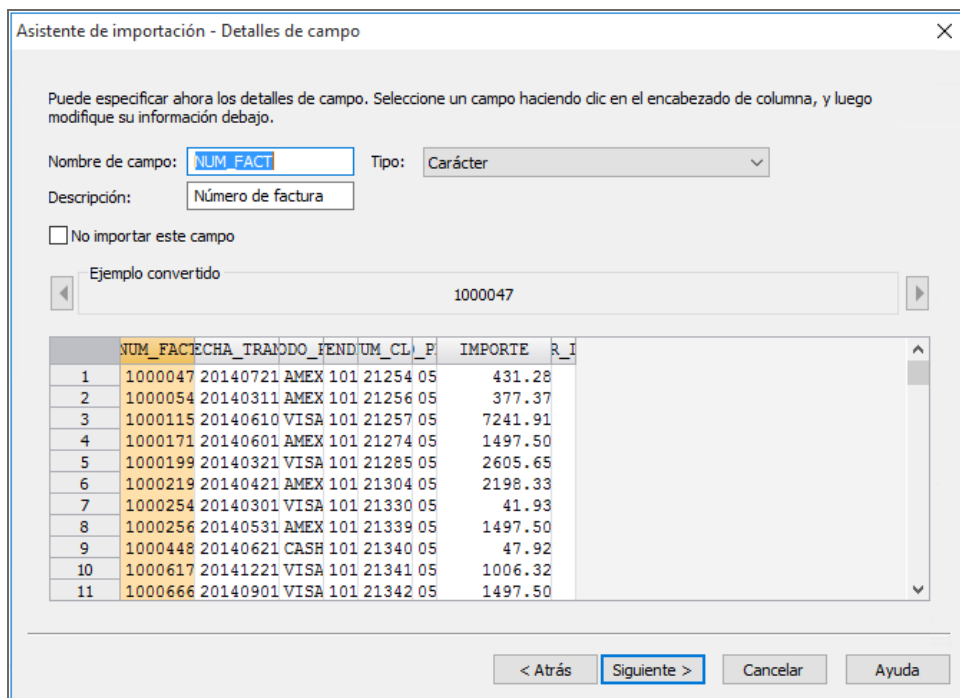 Asistente de importación - Detalles de campo
Puede especificar ahora los detalles de campo. Seleccione un campo haciendo clic en el encabezado de columna, y luego
modifique su información debajo.
Nombre de campo: NUM_FACT Tipo: Carácter
Descripción: Número de factura
No importar este campo
Ejemplo convertido
1000047
NUM_FACT ECHA_TRAN ODO_P END UM_CL _P IMPORTE R_I
1 1000047 20140721 AMEX 101 21254 05 431.28
2 1000054 20140311 AMEX 101 21256 05 377.37
3 1000115 20140610 VISA 101 21257 05 7241.91
4 1000171 20140601 AMEX 101 21274 05 1497.50
5 1000199 20140321 VISA 101 21285 05 2605.65
6 1000219 20140421 AMEX 101 21304 05 2198.33
7 1000254 20140301 VISA 101 21330 05 41.93
8 1000256 20140531 AMEX 101 21339 05 1497.50
9 1000448 20140621 CASH 101 21340 05 47.92
10 1000617 20141221 VISA 101 21341 05 1006.32
11 1000666 20140901 VISA 101 21342 05 1497.50
< Atrás Siguiente > Cancelar Ayuda